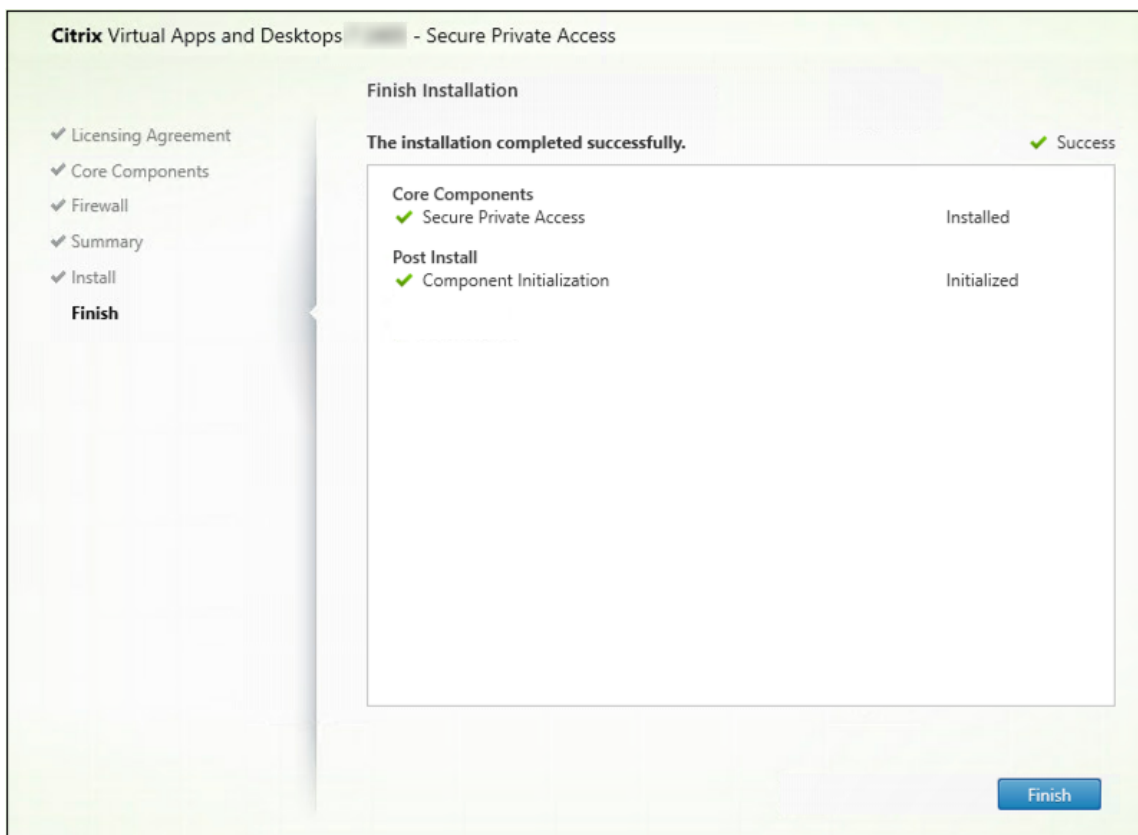 Citrix Virtual Apps and Desktops - Secure Private Access
Finish Installation
Licensing Agreement
Core Components
Firewall
Summary
Install
Finish
The installation completed successfully.
Success
Core Components
Secure Private Access Installed
Post Install
Component Initialization Initialized
Finish